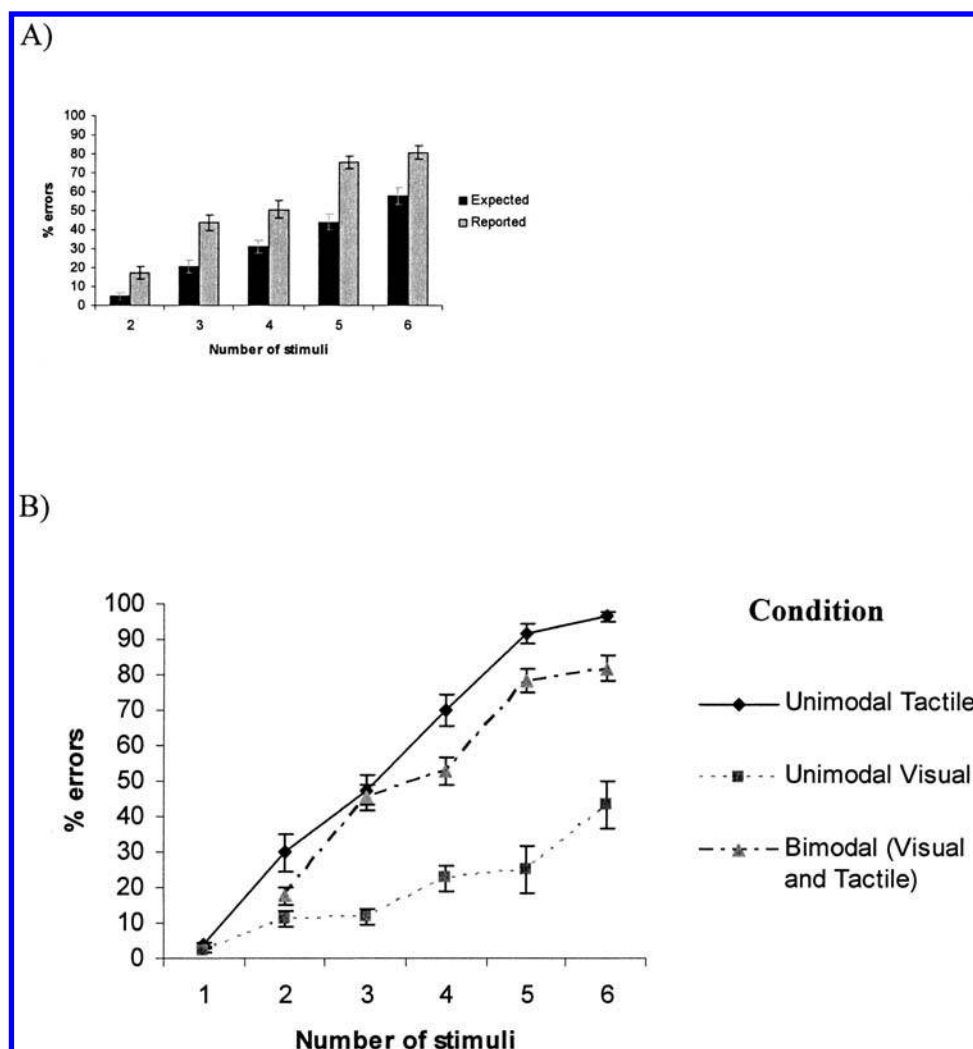 A)
100
90
80
70
60
50
40
30
20
10
0
% errors
2 3 4 5 6
Number of stimuli
Expected
Reported
B)
100
90
80
70
60
50
40
30
20
10
0
% errors
1 2 3 4 5 6
Number of stimuli
Condition
Unimodal Tactile
Unimodal Visual
Bimodal (Visual
and Tactile)